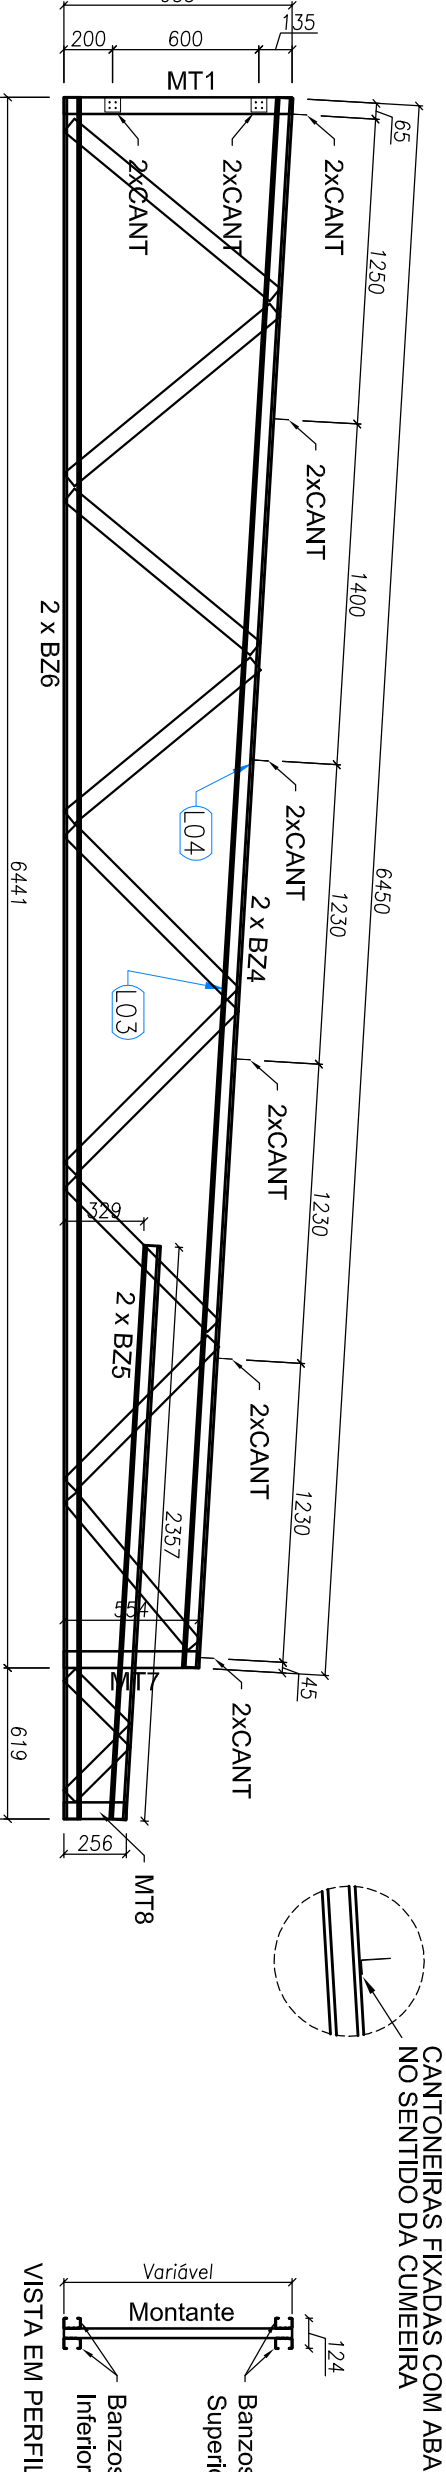 135
200
600
MT1
65
2xCANT
2xCANT
2xCANT
1250
2xCANT
1400
2 x BZ6
L04
2xCANT
6441
6450
2 x BZ4
1230
L03
2xCANT
1230
329
2 x BZ5
2xCANT
1230
2357
554
MT7
45
2xCANT
619
256
MT8
CANTONEIRAS FIXADAS COM ABA
NO SENTIDO DA CUMEEIRA
Variável
Montante
124
Banzos
Banzos
Inferior
VISTA EM PERFIL